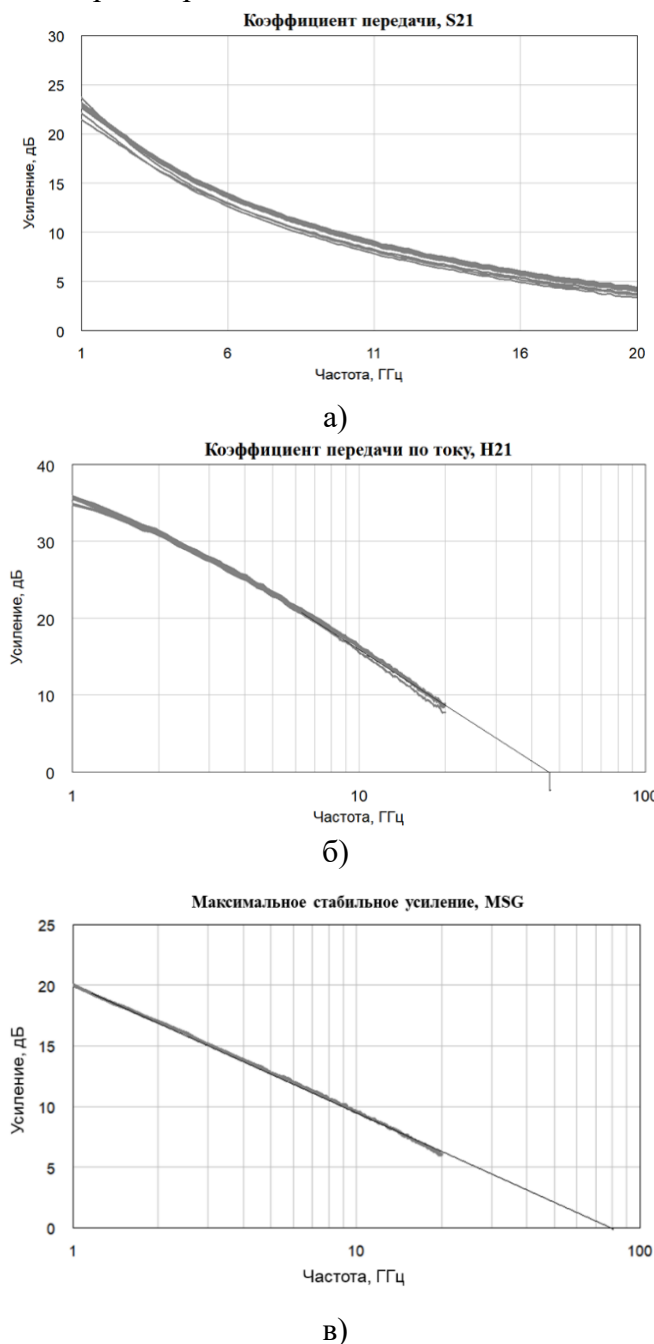 Коэффициент передачи, S21
30
25
20
15
10
5
0
Усиление, дБ
1 6 11 16 20
Частота, ГГц
а)
Коэффициент передачи по току, H21
40
30
20
10
0
Усиление, дБ
1 10 100
Частота, ГГц
б)
Максимальное стабильное усиление, MSG
25
20
15
10
5
0
Усиление, дБ
1 10 100
Частота, ГГц
в)